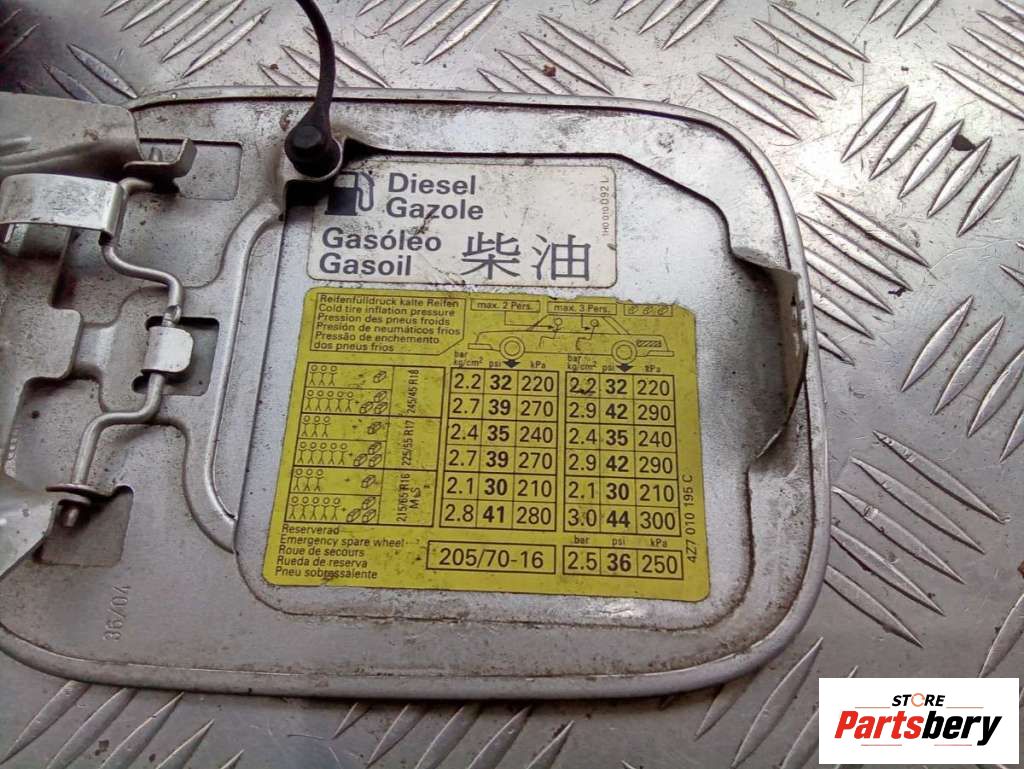 Diesel
Gazole
Gasóleo
Gasoil
柴油
1H0 010 092 L
Reifenfülldruck kalte Reifen
Cold tire inflation pressure
Pression des pneus froids
Presión de neumáticos frios
Pressão de enchemento
dos pneus frios
max. 2 Pers.
max. 3 Pers.
bar kg/cm² psi kPa bar kg/cm² psi kPa
245/45 R18
2.2 32 220 2.2 32 220
2.7 39 270 2.9 42 290
225/55 R17
2.4 35 240 2.4 35 240
2.7 39 270 2.9 42 290
215/65 R16
M&S
2.1 30 210 2.1 30 210
2.8 41 280 3.0 44 300
Reserverad
Emergency spare wheel
Roue de secours
Rueda de reserva
Pneu sobressalente
205/70-16
bar psi kPa
2.5 36 250
4Z7 010 195 C
36/04
STORE
Partsbery